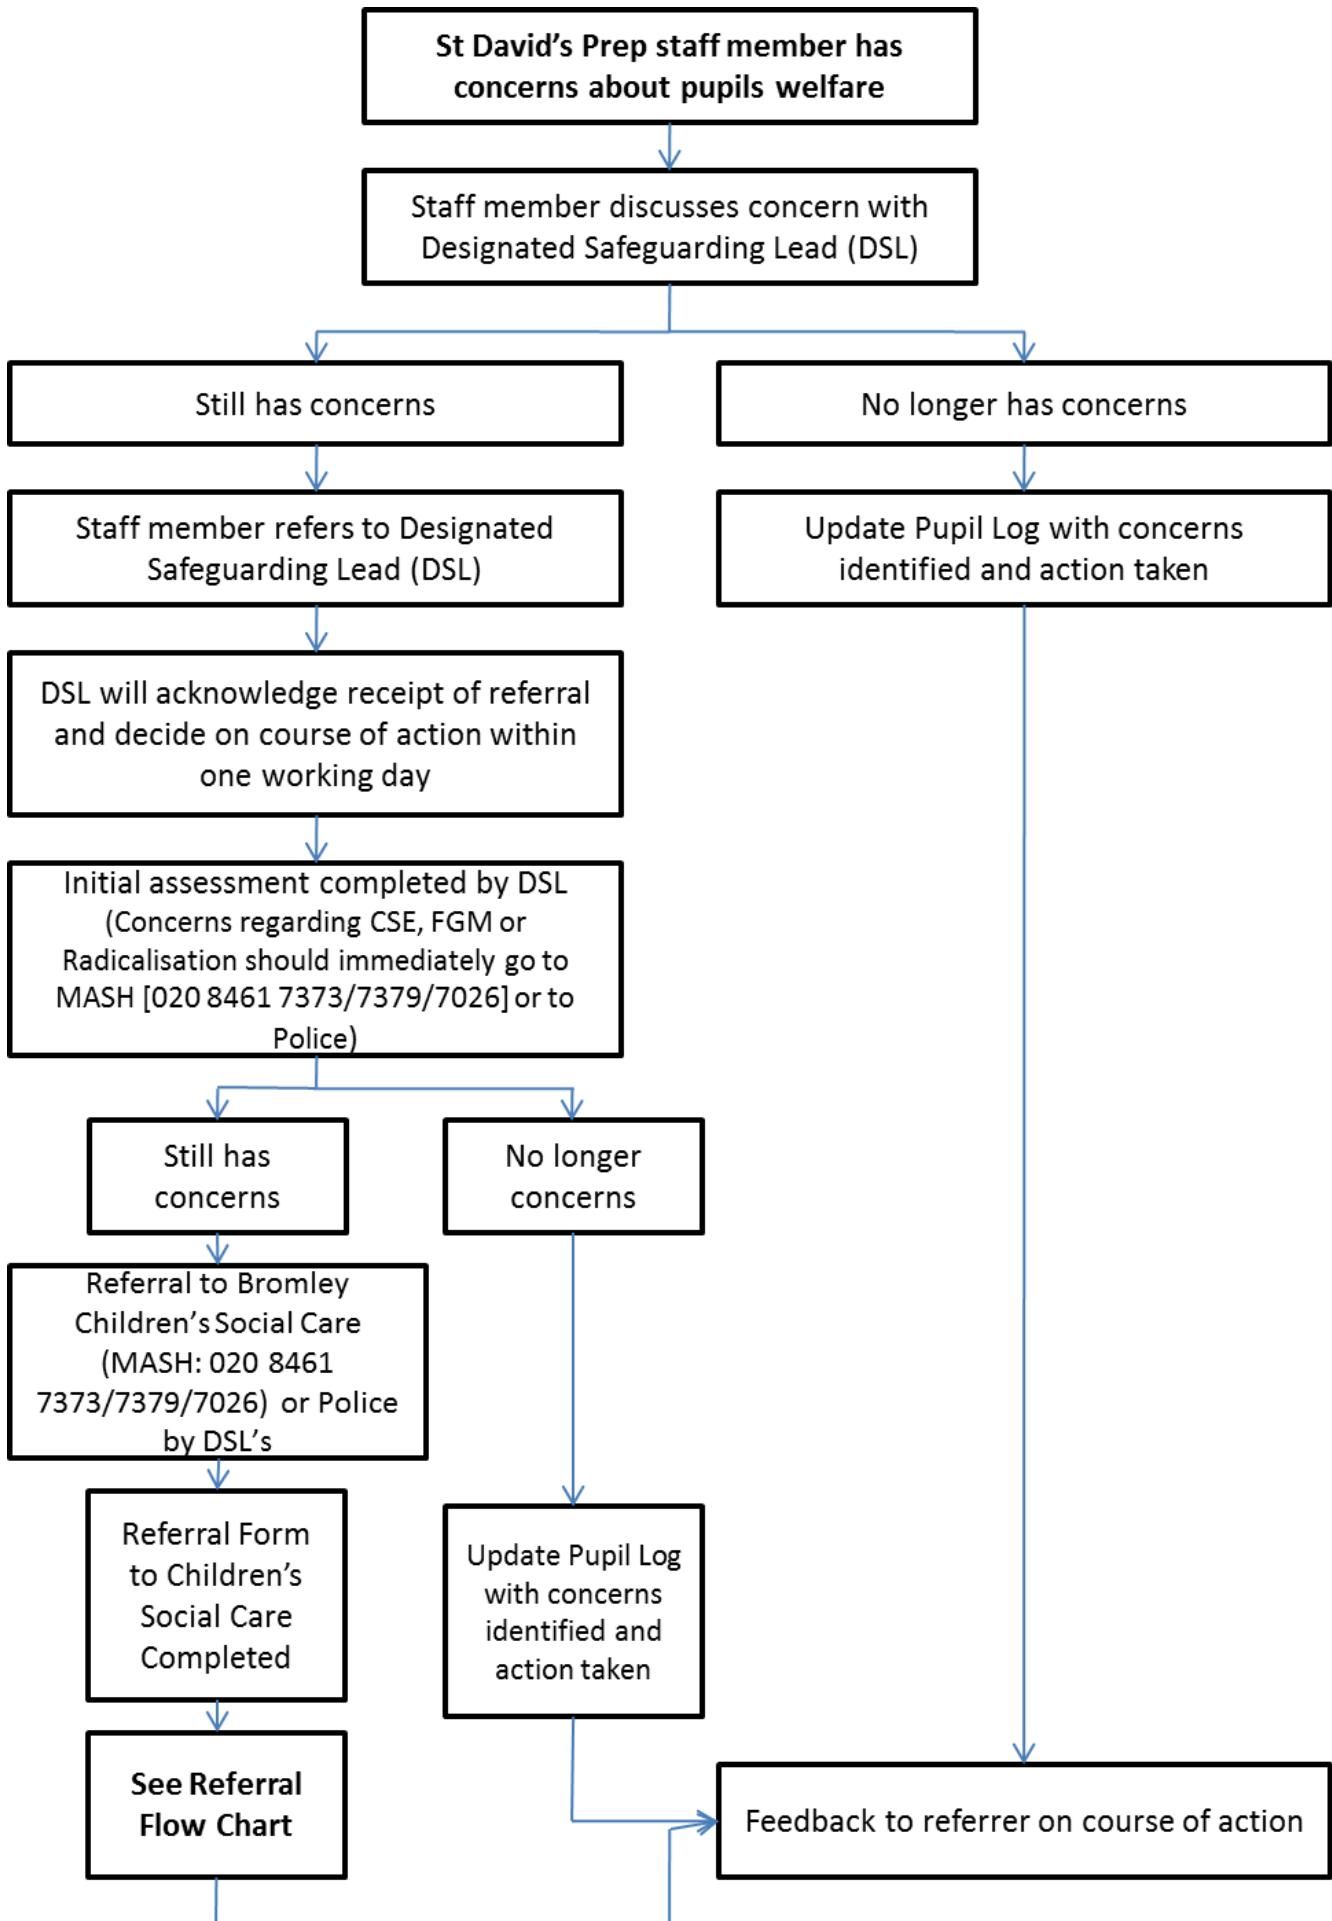 St David's Prep staff member has
concerns about pupils welfare
Staff member discusses concern with
Designated Safeguarding Lead (DSL)
Still has concerns
No longer has concerns
Staff member refers to Designated
Safeguarding Lead (DSL)
Update Pupil Log with concerns
identified and action taken
DSL will acknowledge receipt of referral
and decide on course of action within
one working day
Initial assessment completed by DSL
(Concerns regarding CSE, FGM or
Radicalisation should immediately go to
MASH [020 8461 7373/7379/7026] or to
Police)
Still has
concerns
No longer
concerns
Referral to Bromley
Children's Social Care
(MASH: 020 8461
7373/7379/7026) or Police
by DSL's
Referral Form
to Children's
Social Care
Completed
Update Pupil Log
with concerns
identified and
action taken
See Referral
Flow Chart
Feedback to referrer on course of action